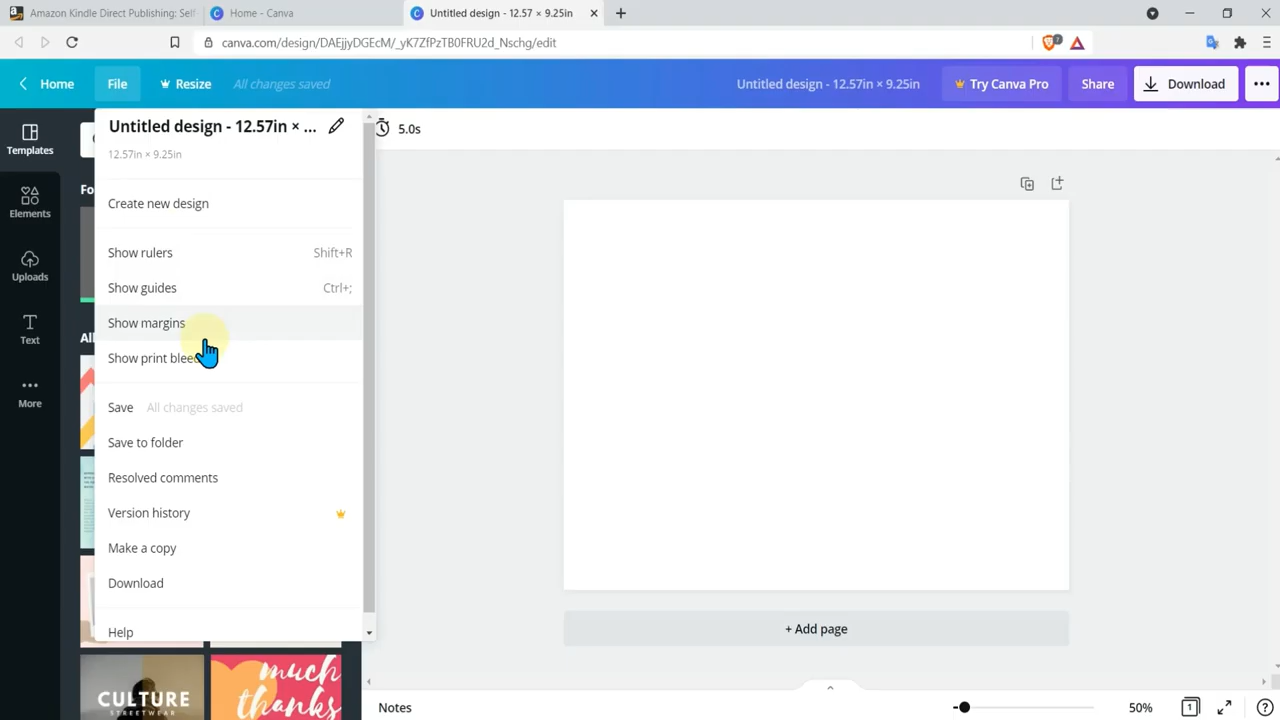 Amazon Kindle Direct Publishing: Self
Home - Canva
Untitled design - 12.57 × 9.25in
canva.com/design/DAEjjyDGEcM/_yK7ZfPzTB0FRU2d_Nschg/edit
Home File Resize All changes saved Untitled design - 12.57in × 9.25in Try Canva Pro Share Download
Templates
Elements
Uploads
Text
More
Untitled design - 12.57in × ...
12.57in × 9.25in
Create new design
Show rulers Shift+R
Show guides Ctrl+;
Show margins
Show print bleed
Save All changes saved
Save to folder
Resolved comments
Version history
Make a copy
Download
Help
5.0s
CULTURE
STREETWEAR
much
thanks
+ Add page
Notes
50%
1